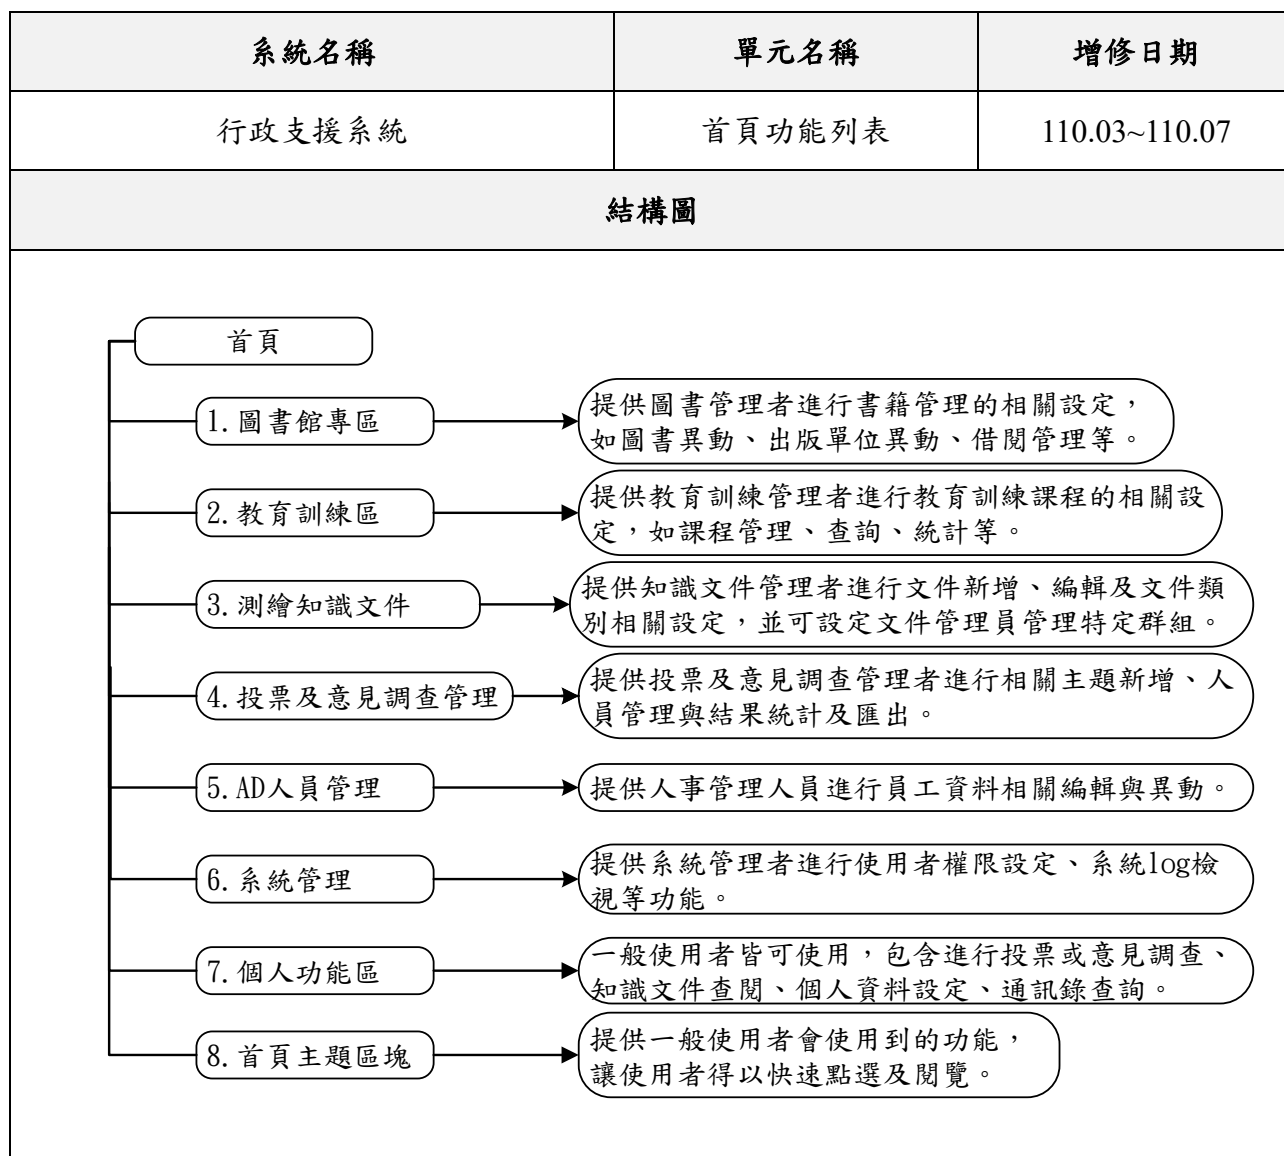 系統名稱
單元名稱
增修日期
行政支援系統
首頁功能列表
110.03~110.07
結構圖
首頁
1.圖書館專區
提供圖書管理者進行書籍管理的相關設定，
如圖書異動、出版單位異動、借閱管理等。
2.教育訓練區
提供教育訓練管理者進行教育訓練課程的相關設
定，如課程管理、查詢、統計等。
3.測繪知識文件
提供知識文件管理者進行文件新增、編輯及文件類
別相關設定，並可設定文件管理員管理特定群組。
4.投票及意見調查管理
提供投票及意見調查管理者進行相關主題新增、人
員管理與結果統計及匯出。
5.AD人員管理
提供人事管理人員進行員工資料相關編輯與異動。
6.系統管理
提供系統管理者進行使用者權限設定、系統log檢
視等功能。
7.個人功能區
一般使用者皆可使用，包含進行投票或意見調查、
知識文件查閱、個人資料設定、通訊錄查詢。
8.首頁主題區塊
提供一般使用者會使用到的功能，
讓使用者得以快速點選及閱覽。